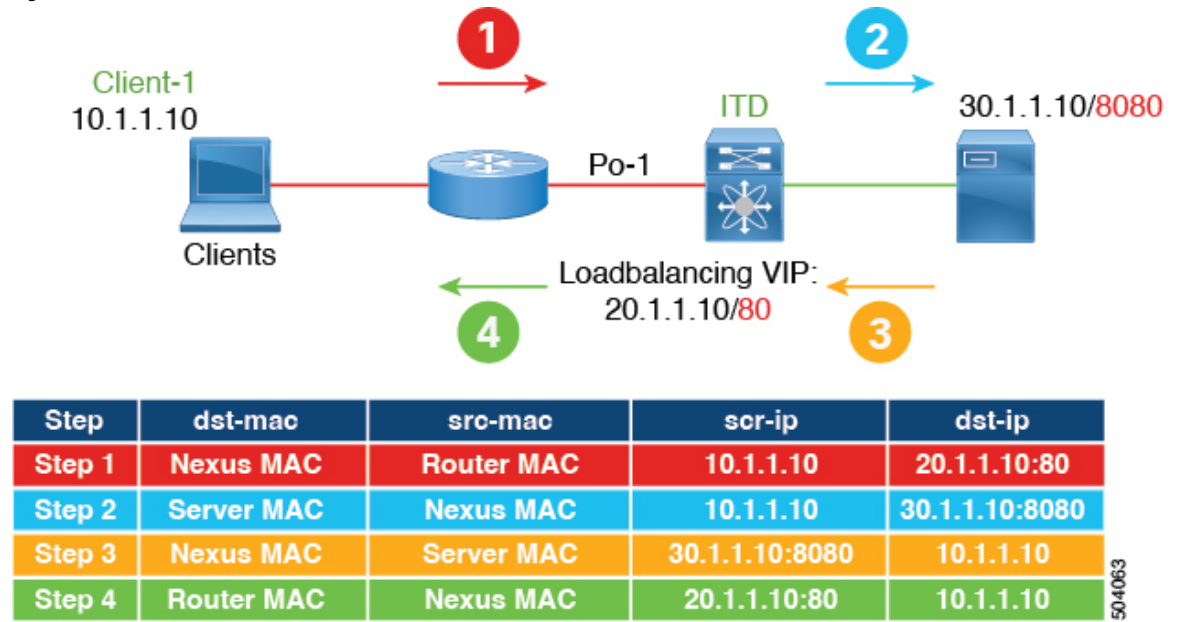 1
2
Client-1
10.1.1.10
ITD
30.1.1.10/8080
Po-1
Clients
Loadbalancing VIP:
20.1.1.10/80
4
3
Step dst-mac src-mac scr-ip dst-ip
Step 1 Nexus MAC Router MAC 10.1.1.10 20.1.1.10:80
Step 2 Server MAC Nexus MAC 10.1.1.10 30.1.1.10:8080
Step 3 Nexus MAC Server MAC 30.1.1.10:8080 10.1.1.10
Step 4 Router MAC Nexus MAC 20.1.1.10:80 10.1.1.10
504063